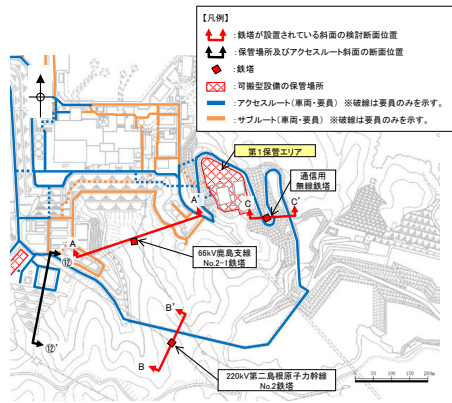 【凡例】
：鉄塔が設置されている斜面の検討断面位置
：保管場所及びアクセスルート斜面の断面位置
：鉄塔
：可搬型設備の保管場所
：アクセスルート(車両・要員) ※破線は要員のみを示す。
：サブルート(車両・要員) ※破線は要員のみを示す。
第1保管エリア
通信用
無線鉄塔
A'
C
C'
A
⑫
66kV鹿島支線
No.2-1鉄塔
B'
⑫'
B
220kV第二島根原子力幹線
No.2鉄塔
0 50 100 150 200m